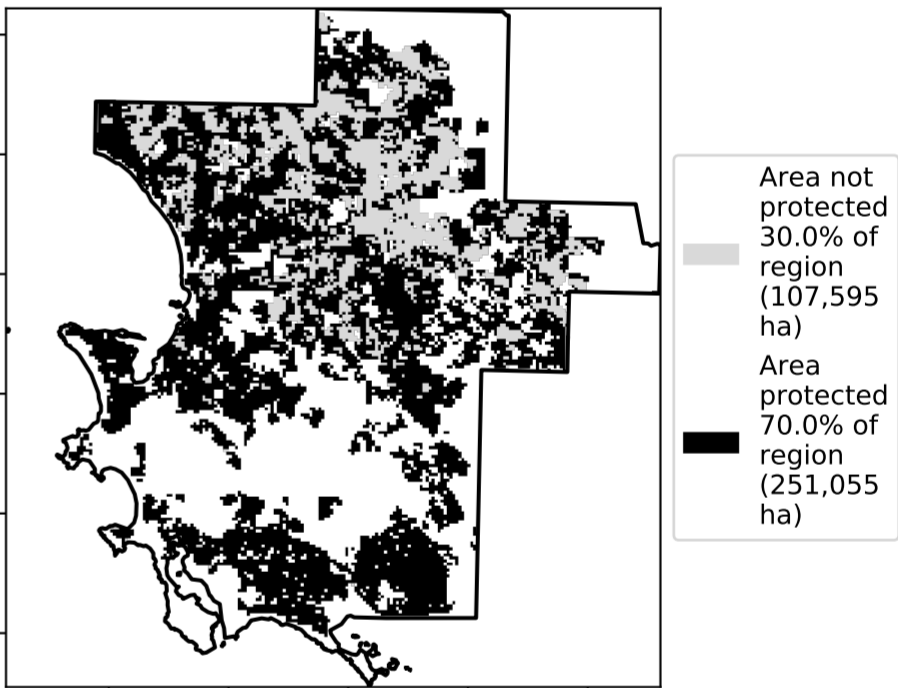 Area not
protected
30.0% of
region
(107,595
ha)
Area
protected
70.0% of
region
(251,055
ha)